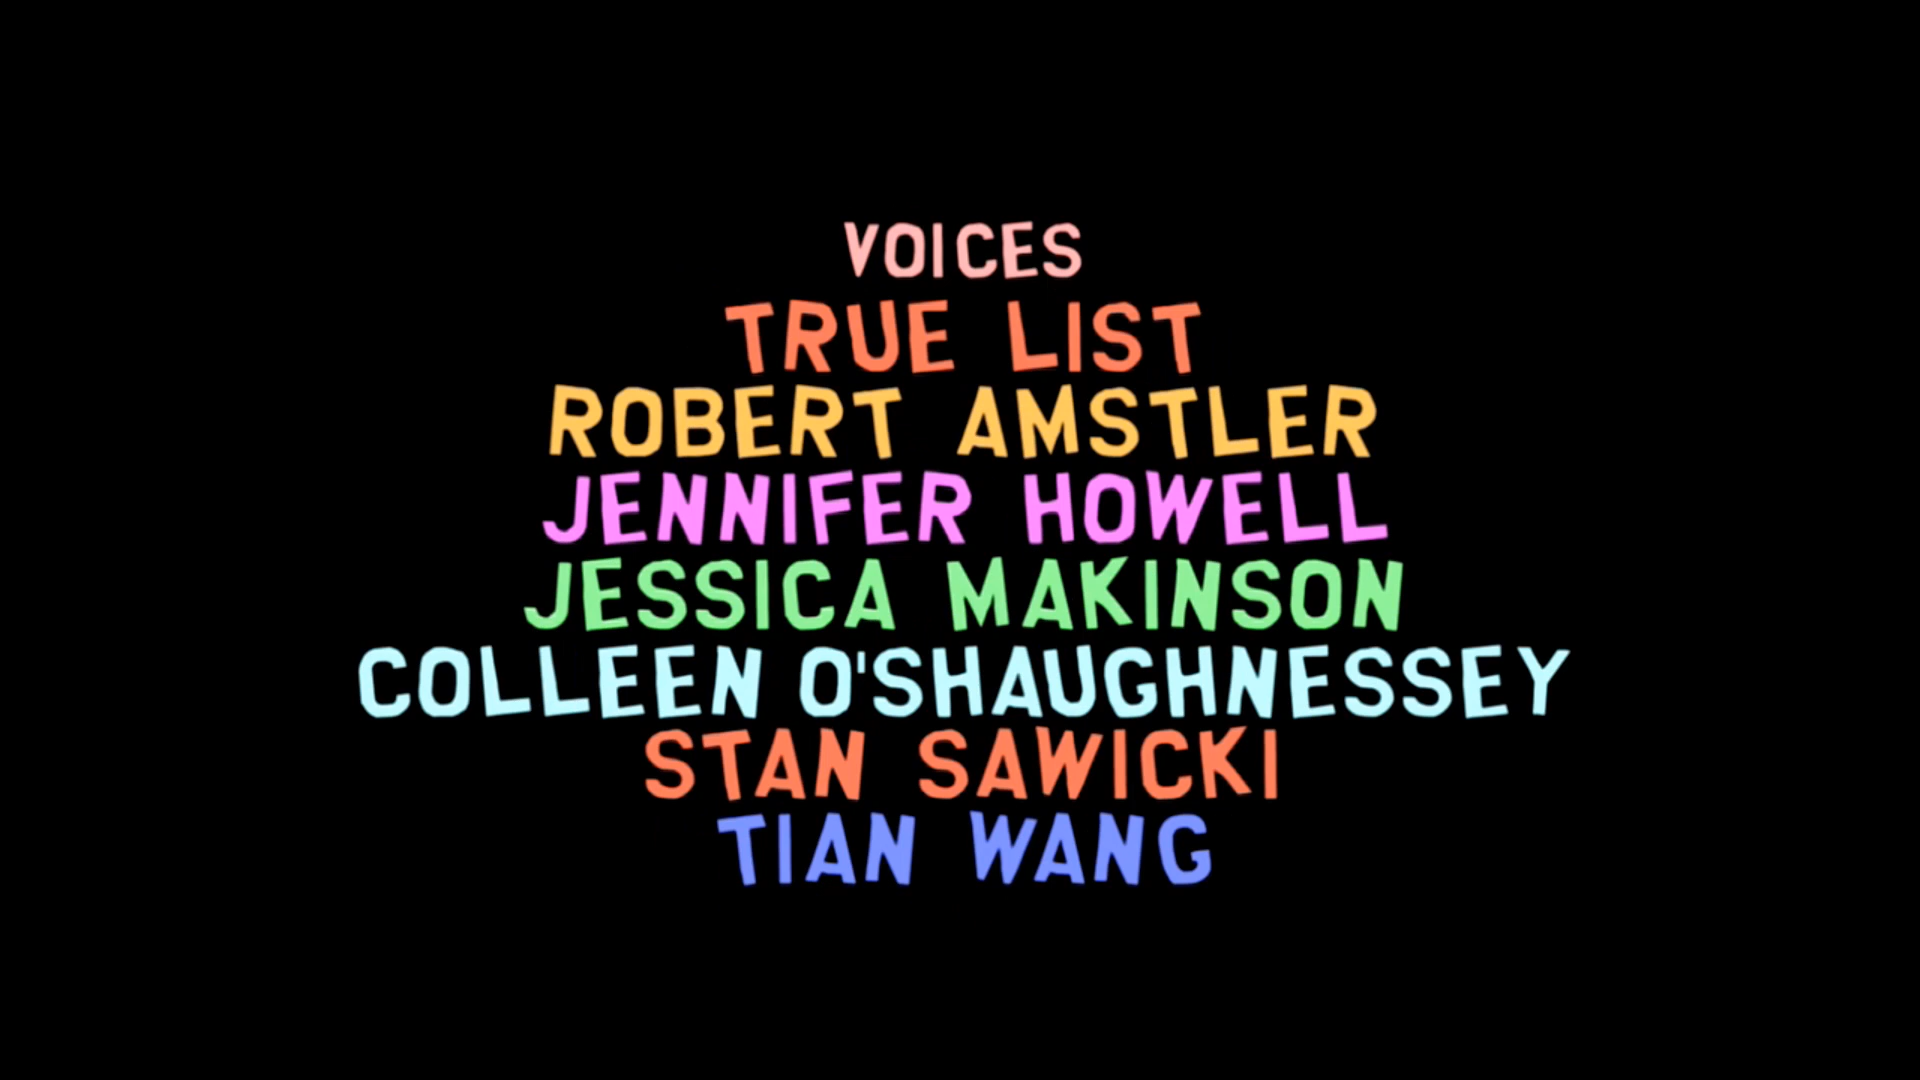 VOICES
TRUE LIST
ROBERT AMSTLER
JENNIFER HOWELL
JESSICA MAKINSON
COLLEEN O'SHAUGHNESSEY
STAN SAWICKI
TIAN WANG